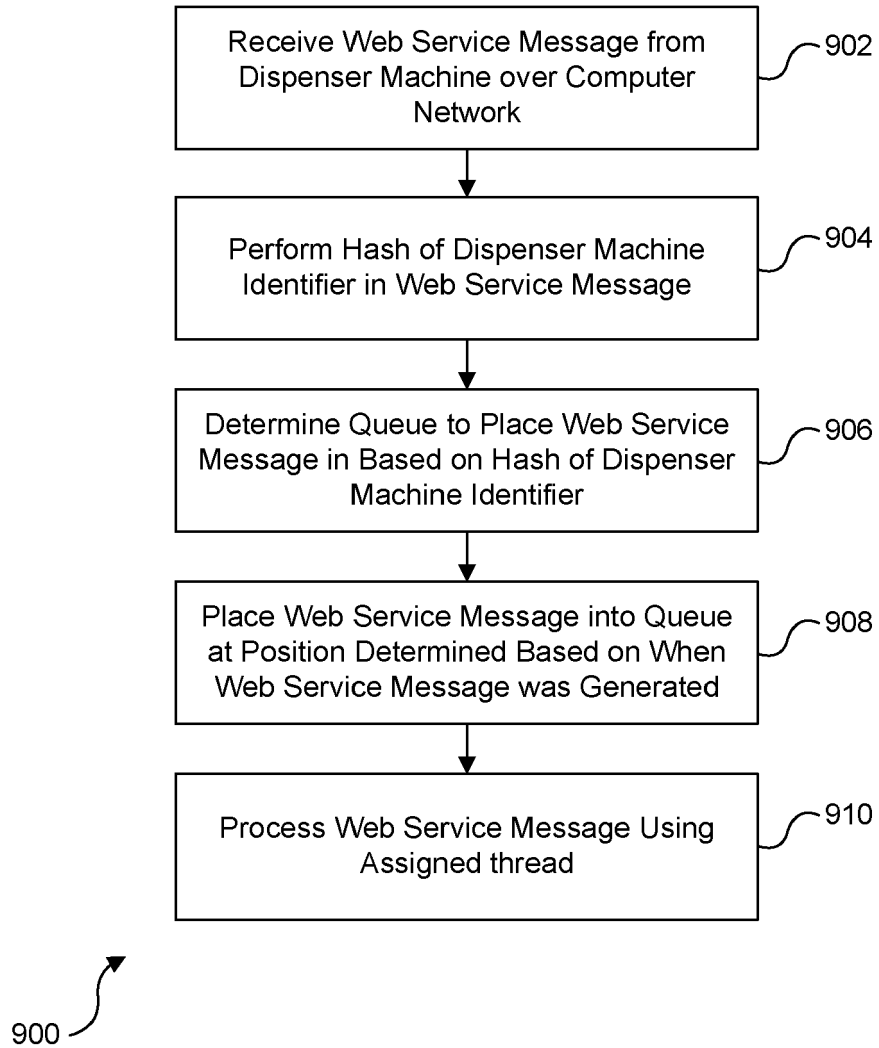 Receive Web Service Message from
Dispenser Machine over Computer
Network
902
Perform Hash of Dispenser Machine
Identifier in Web Service Message
904
Determine Queue to Place Web Service
Message in Based on Hash of Dispenser
Machine Identifier
906
Place Web Service Message into Queue
at Position Determined Based on When
Web Service Message was Generated
908
Process Web Service Message Using
Assigned thread
910
900